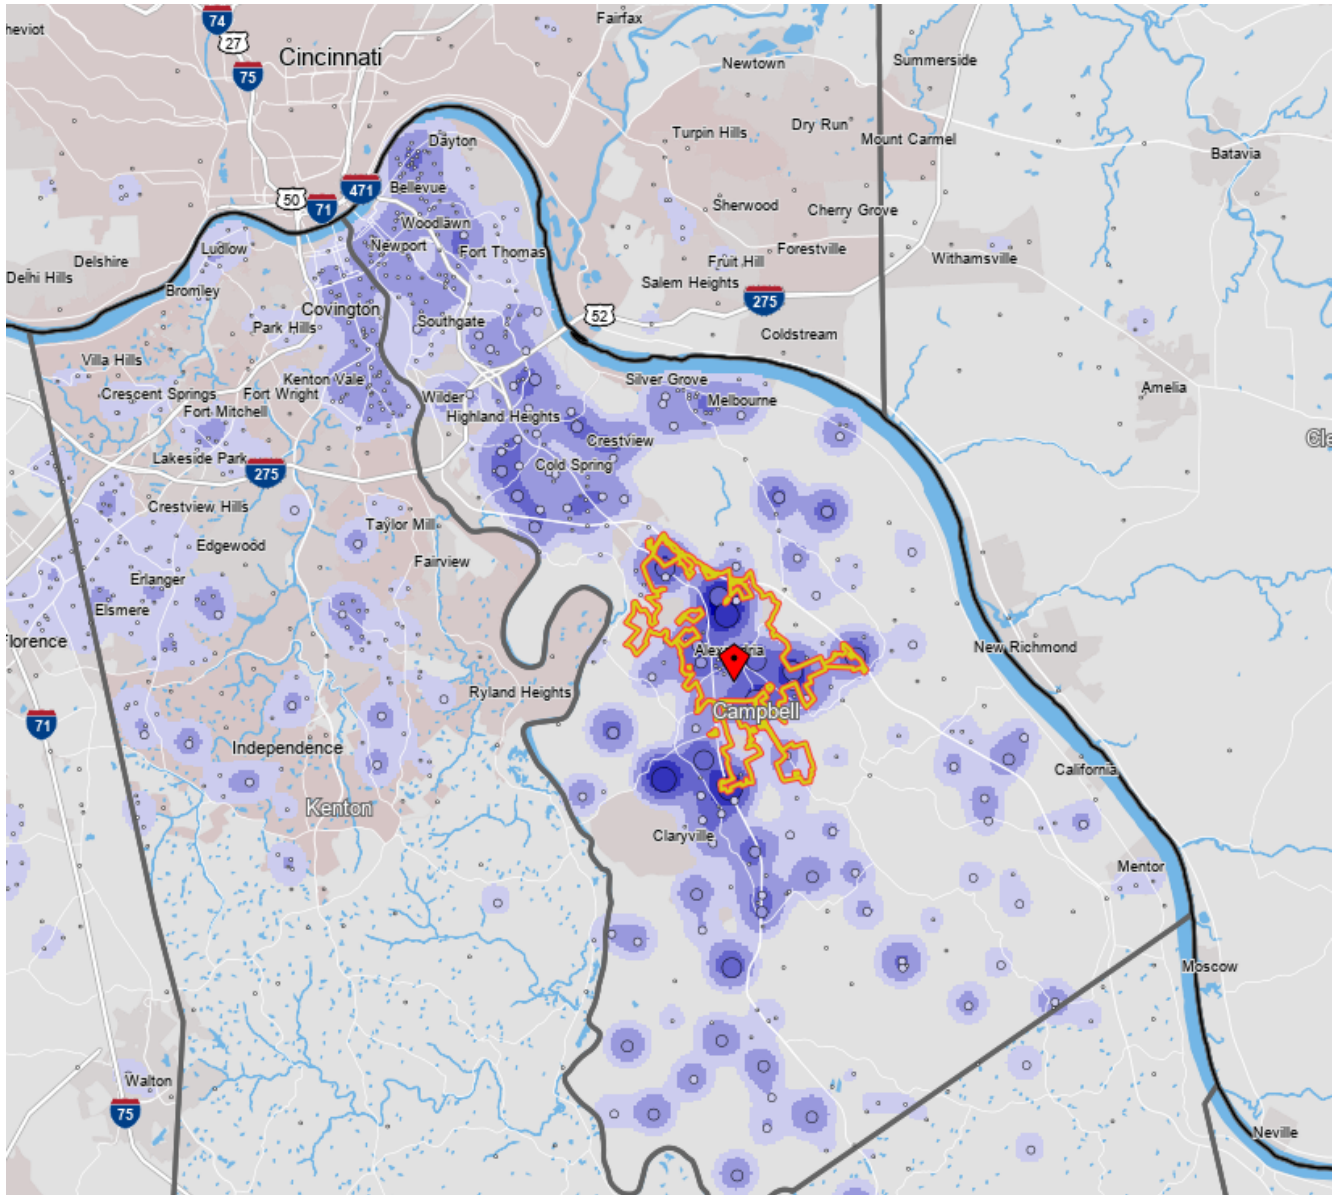 74
Fairfax
eviot
27
Cincinnati
Summerside
Newtown
75
Dry Run
Turpin Hills
Mount Carmel
Dayton
Batavia
471
Bellevue
50
71
Sherwood
Cherry Grove
Woodlawn
Newport
Fort Thomas
Ludlow
Forestville
Delshire
Fruit Hill
Withamsville
Delhi Hills
Salem Heights
Bromley
275
Covington
52
Southgate
Park Hills
Coldstream
Villa Hills
Kenton Vale
Silver Grove
Amelia
Crescent Springs
Fort Wright
Wilder
Melbourne
Fort Mitchell
Highland Heights
Crestview
Cle
Lakeside Park
275
Cold Spring
Crestview Hills
Taylor Mill
Edgewood
Fairview
Erlanger
Elsmere
Florence
Alexandria
New Richmond
Ryland Heights
Campbell
71
Independence
California
Kenton
Claryville
Mentor
Moscow
Walton
75
Neville